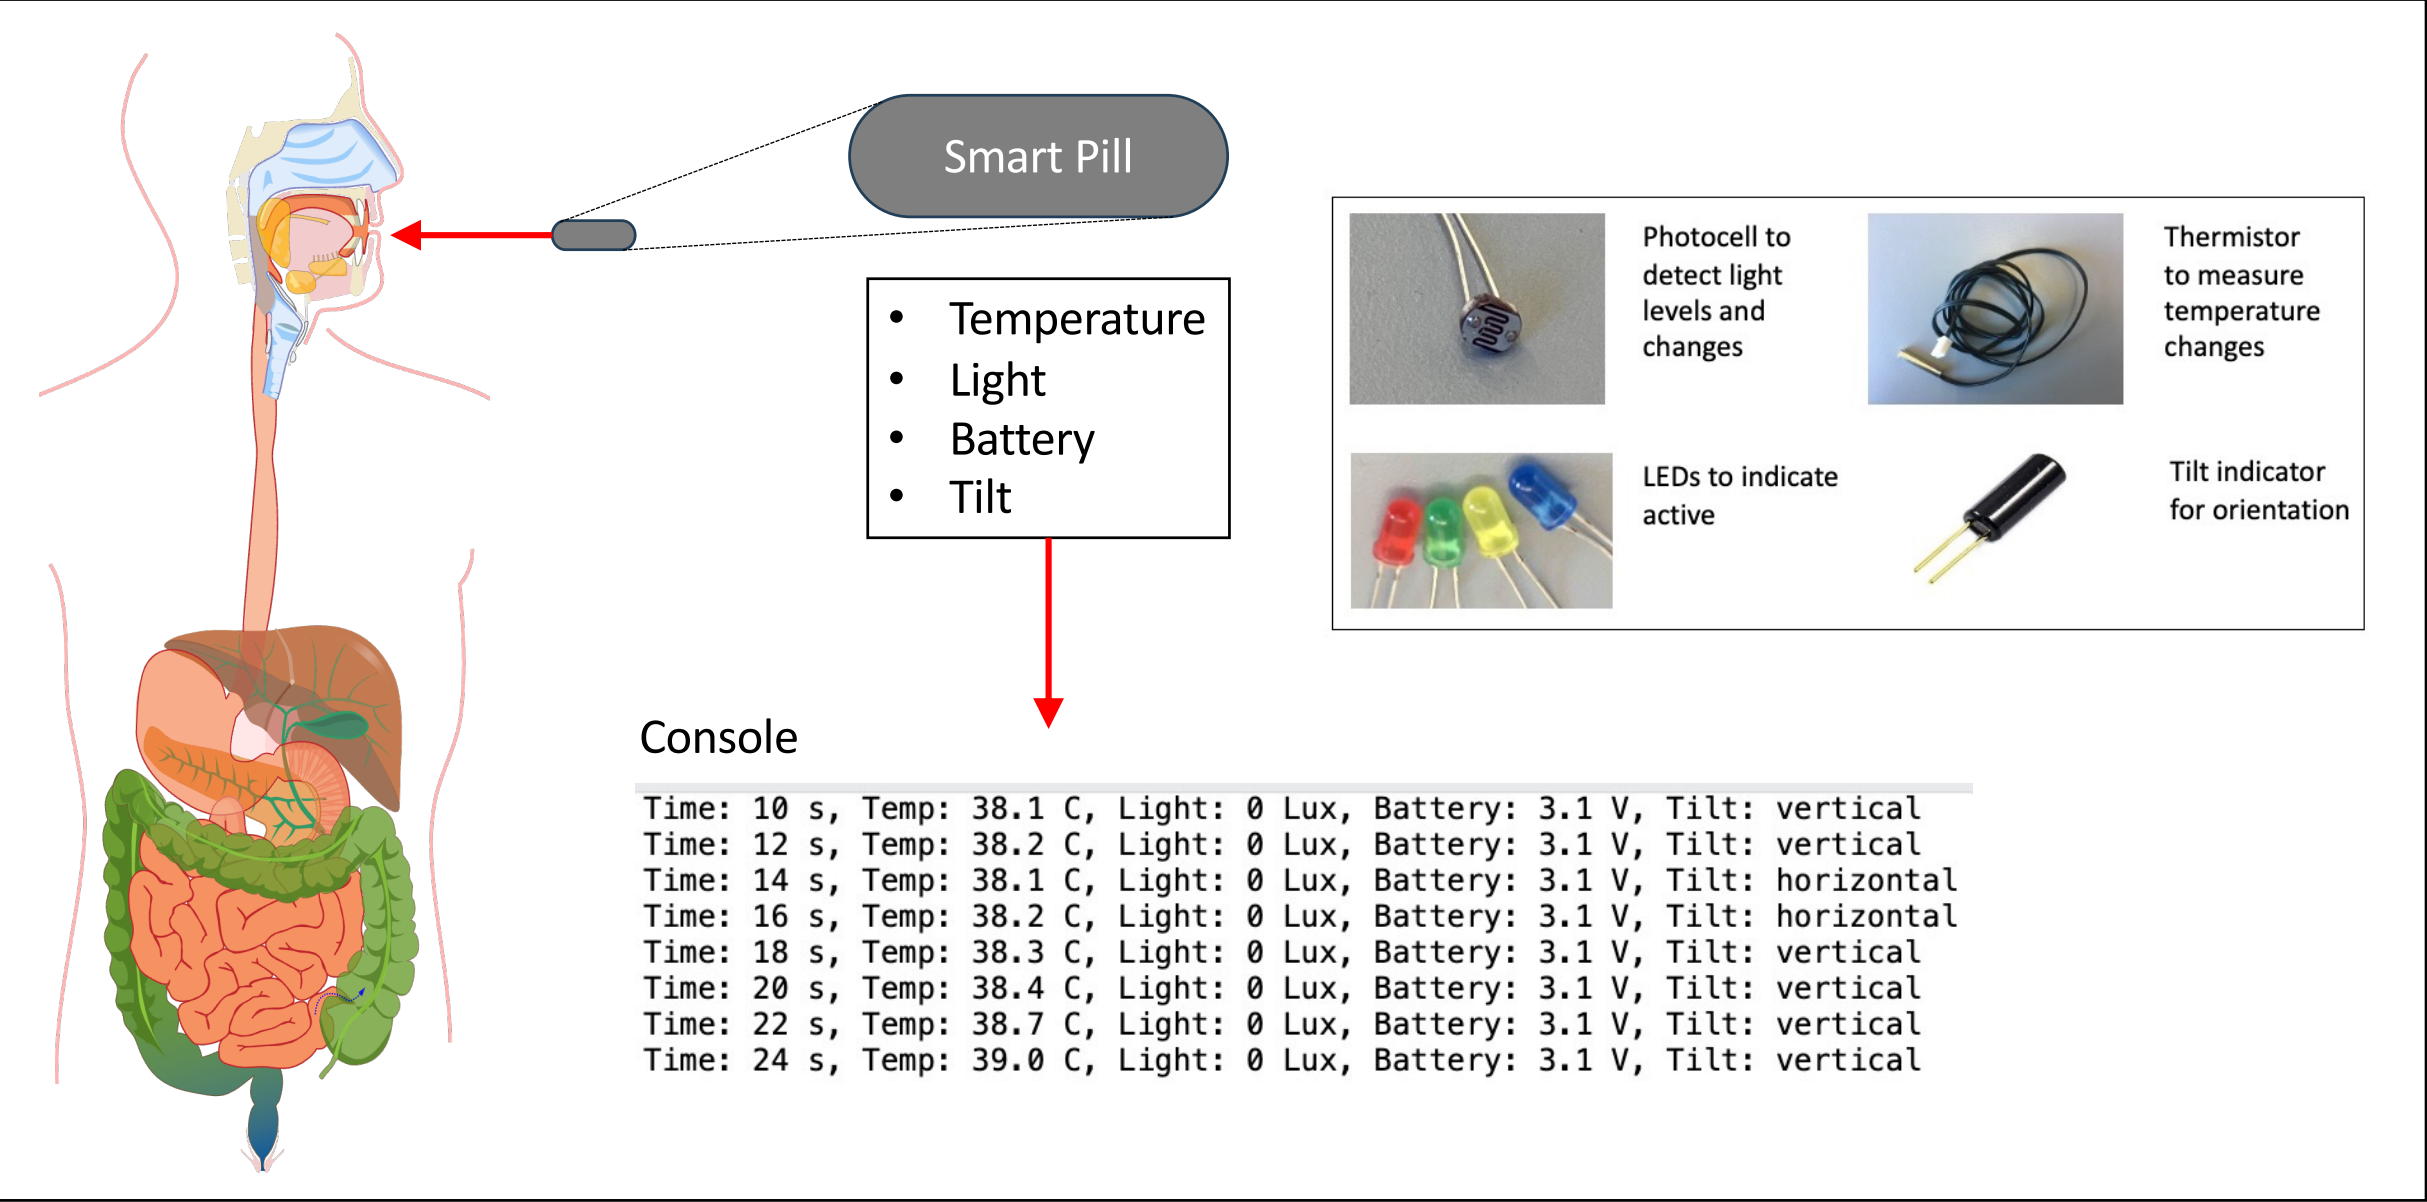 Smart Pill
• Temperature
• Light
• Battery
• Tilt
Photocell to
detect light
levels and
changes
Thermistor
to measure
temperature
changes
LEDs to indicate
active
Tilt indicator
for orientation
Console
Time: 10 s, Temp: 38.1 C, Light: 0 Lux, Battery: 3.1 V, Tilt: vertical
Time: 12 s, Temp: 38.2 C, Light: 0 Lux, Battery: 3.1 V, Tilt: vertical
Time: 14 s, Temp: 38.1 C, Light: 0 Lux, Battery: 3.1 V, Tilt: horizontal
Time: 16 s, Temp: 38.2 C, Light: 0 Lux, Battery: 3.1 V, Tilt: horizontal
Time: 18 s, Temp: 38.3 C, Light: 0 Lux, Battery: 3.1 V, Tilt: vertical
Time: 20 s, Temp: 38.4 C, Light: 0 Lux, Battery: 3.1 V, Tilt: vertical
Time: 22 s, Temp: 38.7 C, Light: 0 Lux, Battery: 3.1 V, Tilt: vertical
Time: 24 s, Temp: 39.0 C, Light: 0 Lux, Battery: 3.1 V, Tilt: vertical